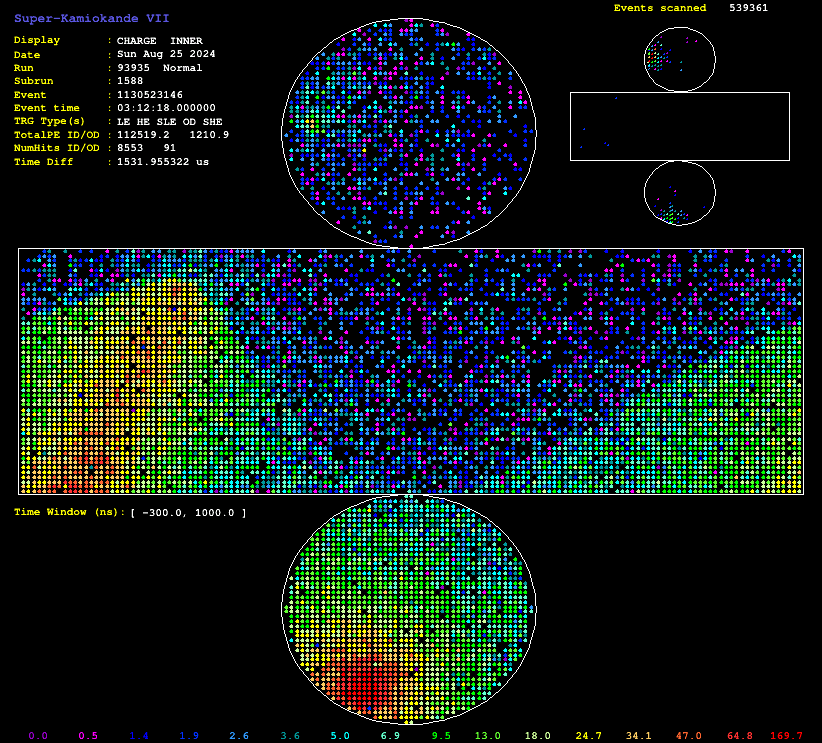 Super-Kamiokande VII
Events scanned 539361
Display : CHARGE INNER
Date : Sun Aug 25 2024
Run : 93935 Normal
Subrun : 1588
Event : 1130523146
Event time : 03:12:18.000000
TRG Type(s) : LE HE SLE OD SHE
TotalPE ID/OD : 112519.2 1210.9
NumHits ID/OD : 8553 91
Time Diff : 1531.955322 us
Time Window (ns): [ -300.0, 1000.0 ]
0.0 0.5 1.4 1.9 2.6 3.6 5.0 6.9 9.5 13.0 18.0 24.7 34.1 47.0 64.8 169.7